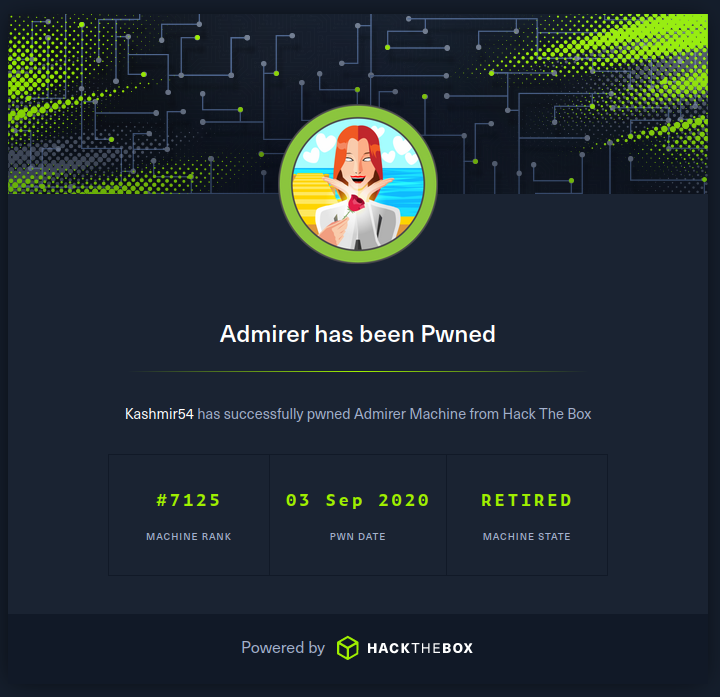 Admirer has been Pwned
Kashmir54 has successfully pwned Admirer Machine from Hack The Box
#7125 03 Sep 2020 RETIRED
MACHINE RANK PWN DATE MACHINE STATE
Powered by HACKTHEBOX